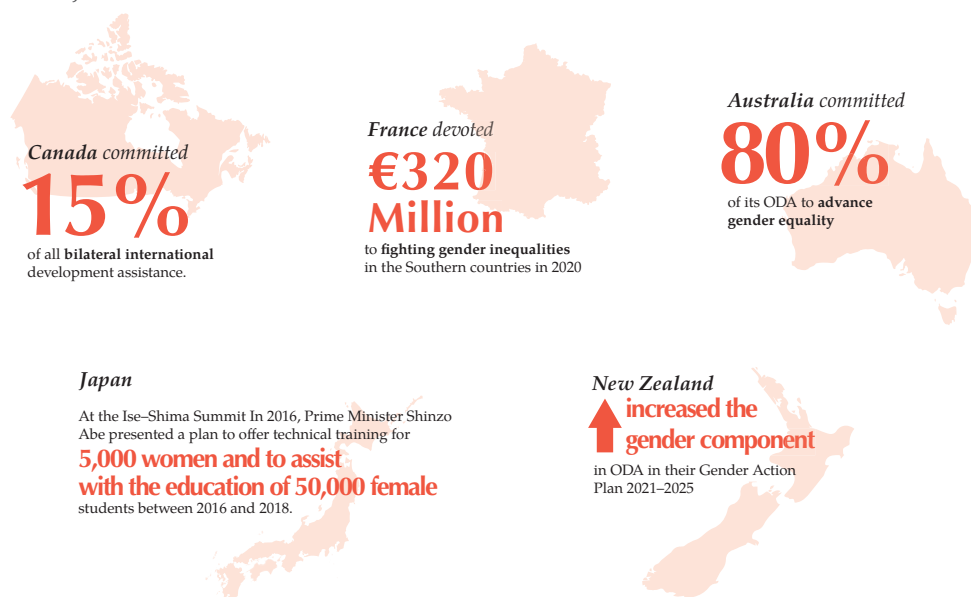 Canada committed
15%
of all bilateral international
development assistance.
France devoted
€320
Million
to fighting gender inequalities
in the Southern countries in 2020
Australia committed
80%
of its ODA to advance
gender equality
Japan
At the Ise–Shima Summit In 2016, Prime Minister Shinzo
Abe presented a plan to offer technical training for
5,000 women and to assist
with the education of 50,000 female
students between 2016 and 2018.
New Zealand
increased the
gender component
in ODA in their Gender Action
Plan 2021–2025